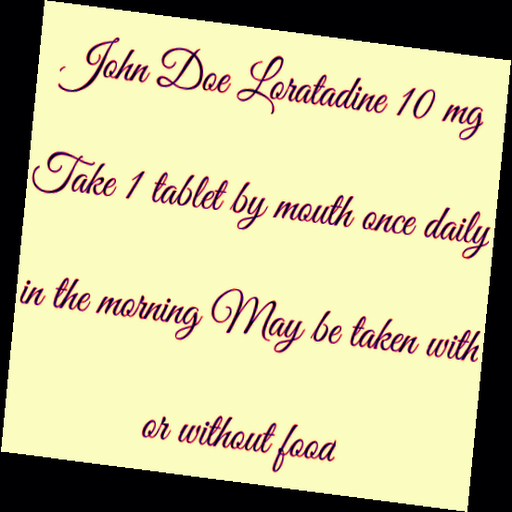 John Doe Loratadine 10 mg
Take 1 tablet by mouth once daily
in the morning May be taken with
or without food